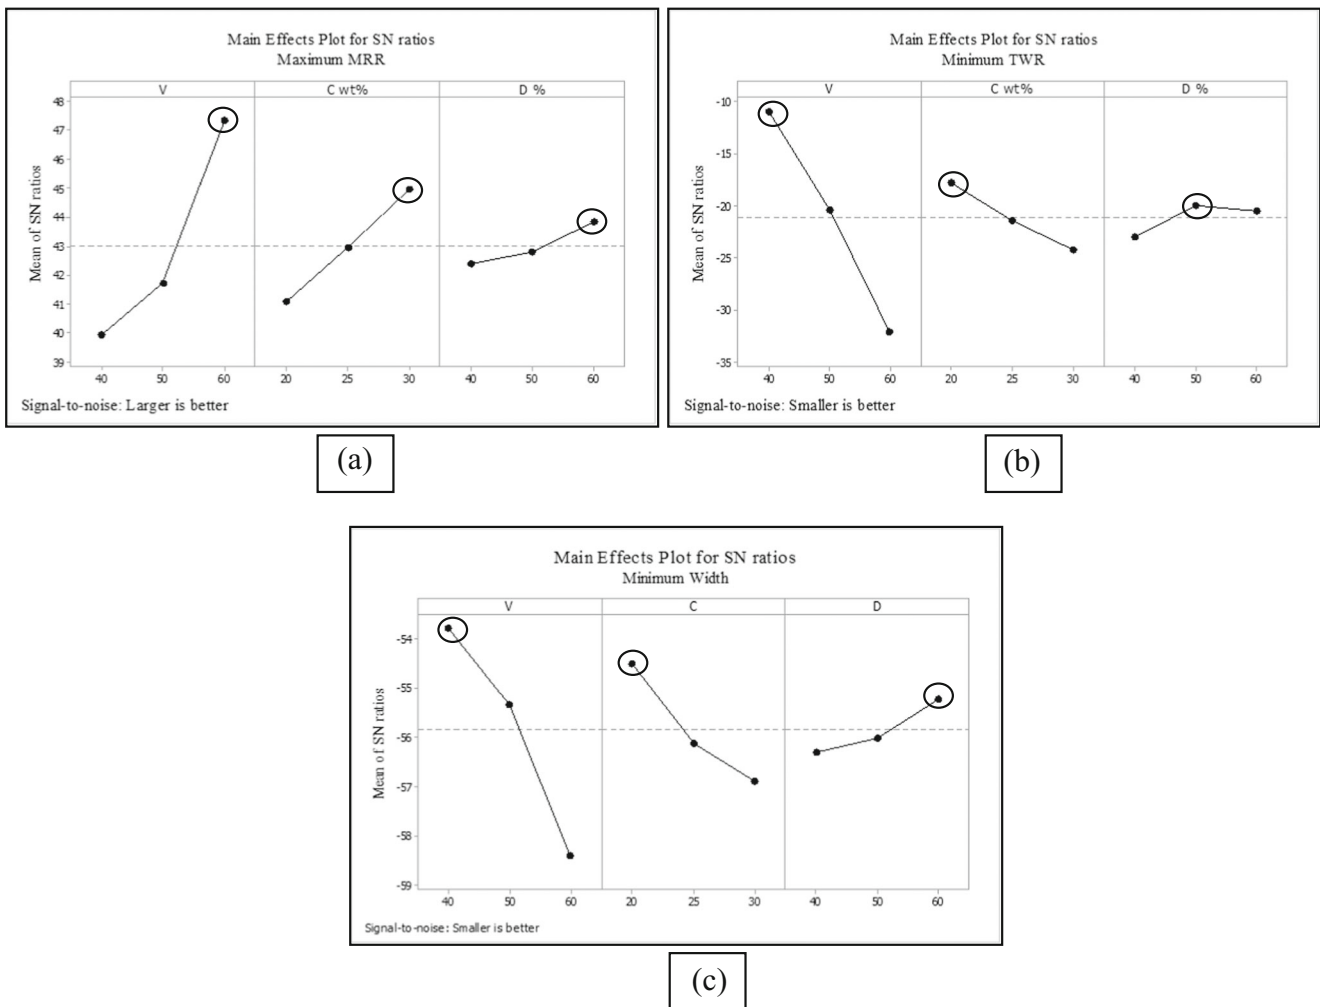 Main Effects Plot for SN ratios
Maximum MRR
V C wt% D %
Mean of SN ratios
48
47
46
45
44
43
42
41
40
39
40 50 60 20 25 30 40 50 60
Signal-to-noise: Larger is better
(a)
Main Effects Plot for SN ratios
Minimum TWR
V C wt% D %
Mean of SN ratios
-10
-15
-20
-25
-30
-35
40 50 60 20 25 30 40 50 60
Signal-to-noise: Smaller is better
(b)
Main Effects Plot for SN ratios
Minimum Width
V C D
Mean of SN ratios
-54
-55
-56
-57
-58
-59
40 50 60 20 25 30 40 50 60
Signal-to-noise: Smaller is better
(c)